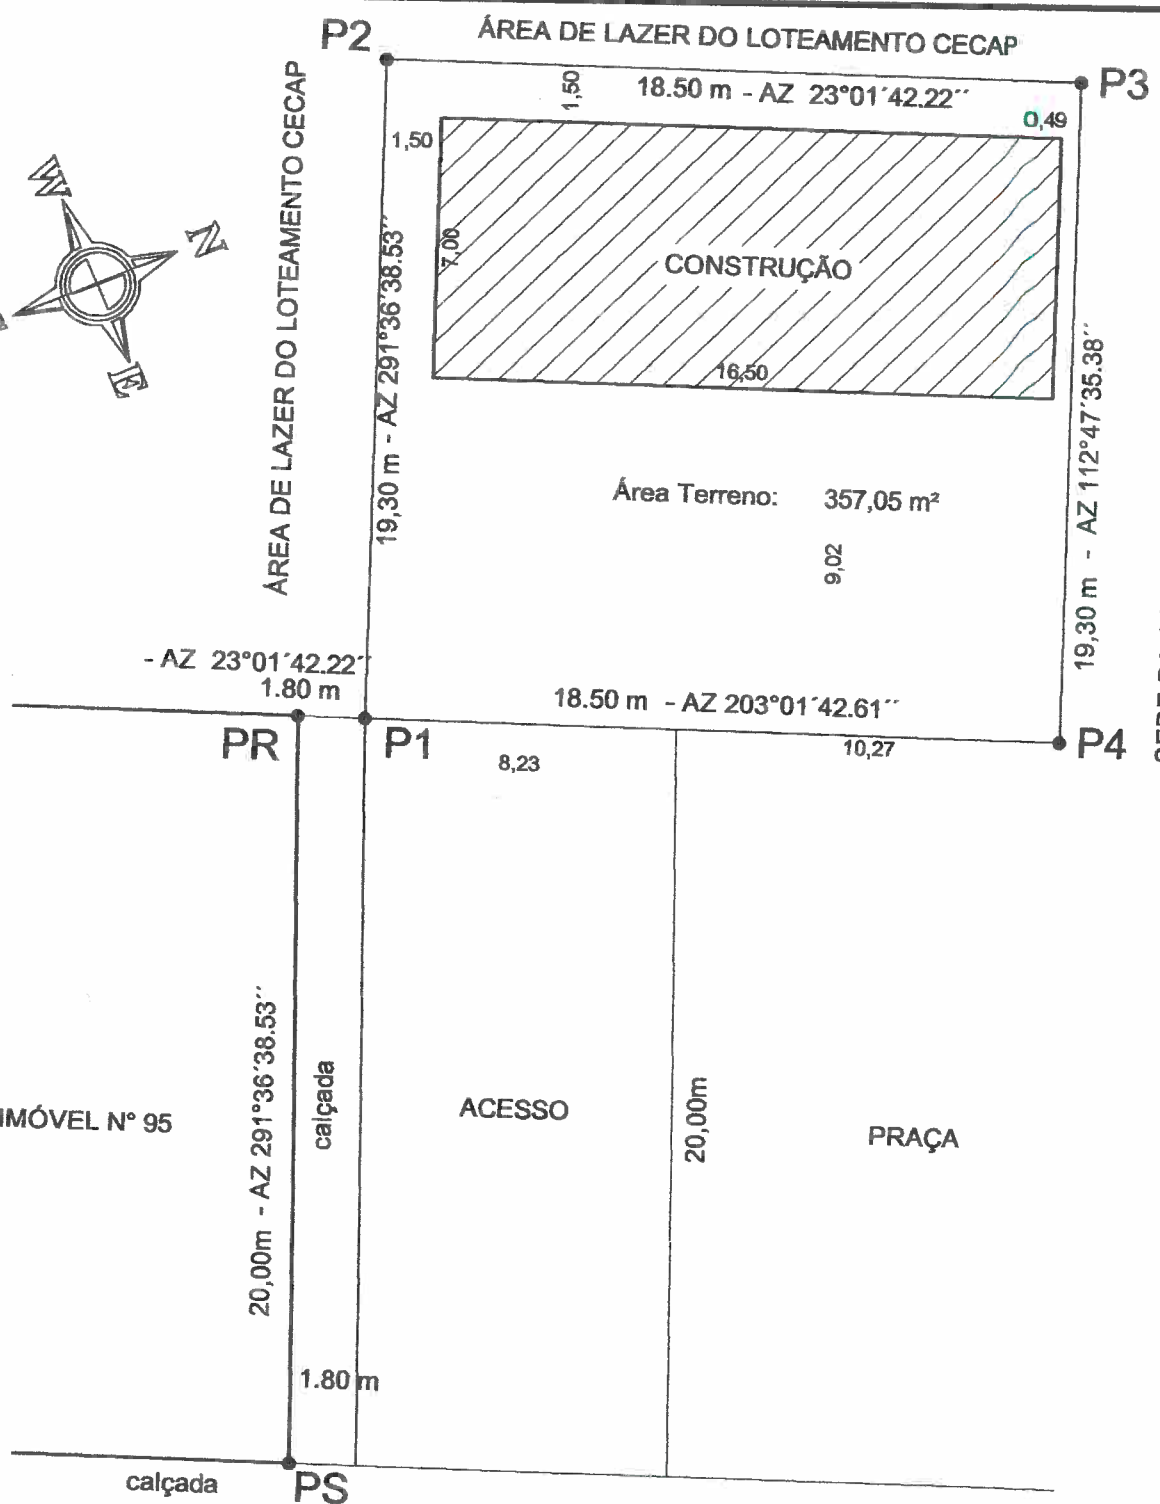 ÁREA DE LAZER DO LOTEAMENTO CECAP
P2
P3
18.50 m - AZ 23°01´42.22´´
1,50
0,49
1,50
ÁREA DE LAZER DO LOTEAMENTO CECAP
W
N
E
19,30 m - AZ 291°36´38.53´´
7,00
CONSTRUÇÃO
16,50
19,30 m - AZ 112°47´35.38´´
Área Terreno: 357,05 m²
9,02
- AZ 23°01´42.22´´
1.80 m
18.50 m - AZ 203°01´42.61´´
PR
P1
8,23
10,27
P4
IMÓVEL N° 95
20,00m - AZ 291°36´38.53´´
calçada
ACESSO
20,00m
PRAÇA
1.80 m
calçada
PS